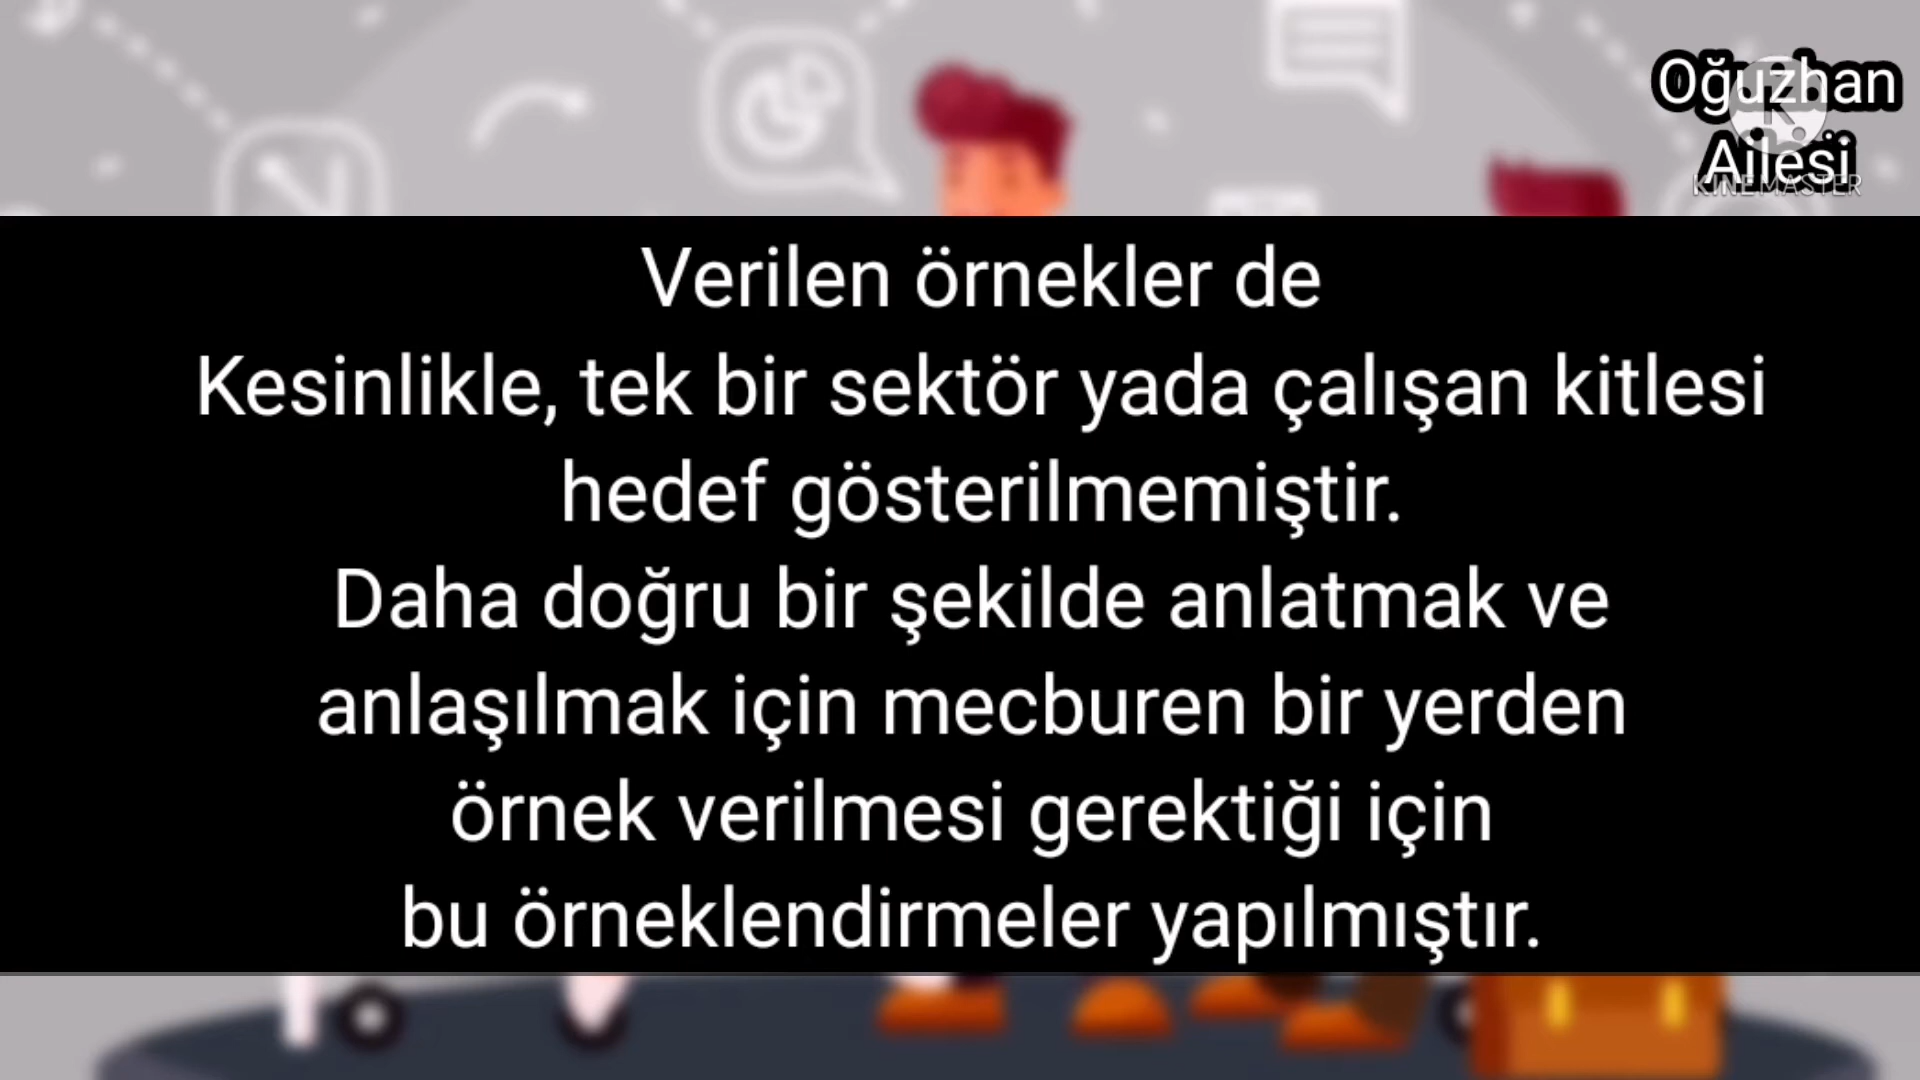 Oğuzhan
Ailesi
KINEMASTER
Verilen örnekler de
Kesinlikle, tek bir sektör yada çalışan kitlesi
hedef gösterilmemiştir.
Daha doğru bir şekilde anlatmak ve
anlaşılmak için mecburen bir yerden
örnek verilmesi gerektiği için
bu örneklendirmeler yapılmıştır.